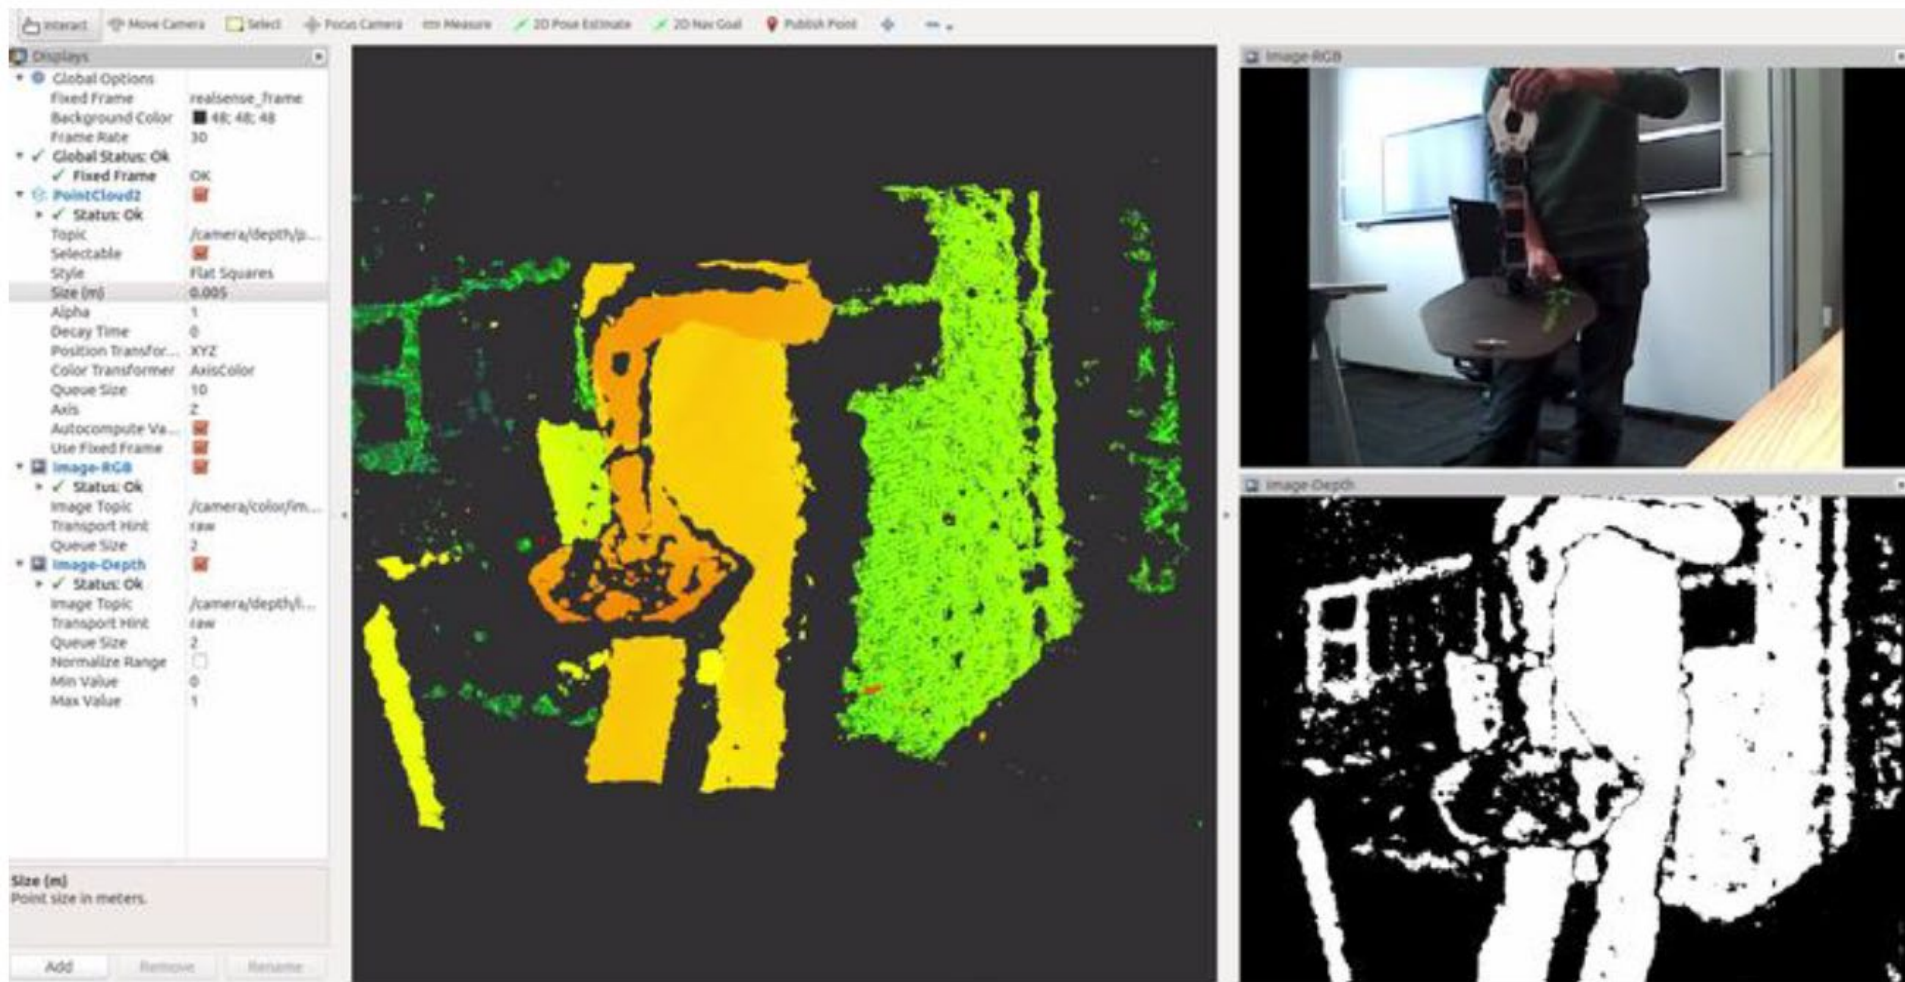 Interact Move Camera Select Focus Camera Measure 2D Pose Estimate 2D Nav Goal Publish Point
Displays
Global Options
Fixed Frame realsense_frame
Background Color 48; 48; 48
Frame Rate 30
Global Status: Ok
Fixed Frame OK
PointCloud2
Status: Ok
Topic /camera/depth/p...
Selectable
Style Flat Squares
Size (m) 0.005
Alpha 1
Decay Time 0
Position Transfor... XYZ
Color Transformer AxisColor
Queue Size 10
Axis Z
Autocompute Va...
Use Fixed Frame
Image-RGB
Status: Ok
Image Topic /camera/color/im...
Transport Hint raw
Queue Size 2
Image-Depth
Status: Ok
Image Topic /camera/depth/i...
Transport Hint raw
Queue Size 2
Normalize Range
Min Value 0
Max Value 1
Size (m)
Point size in meters.
Add Remove Rename
Image-RGB
Image-Depth